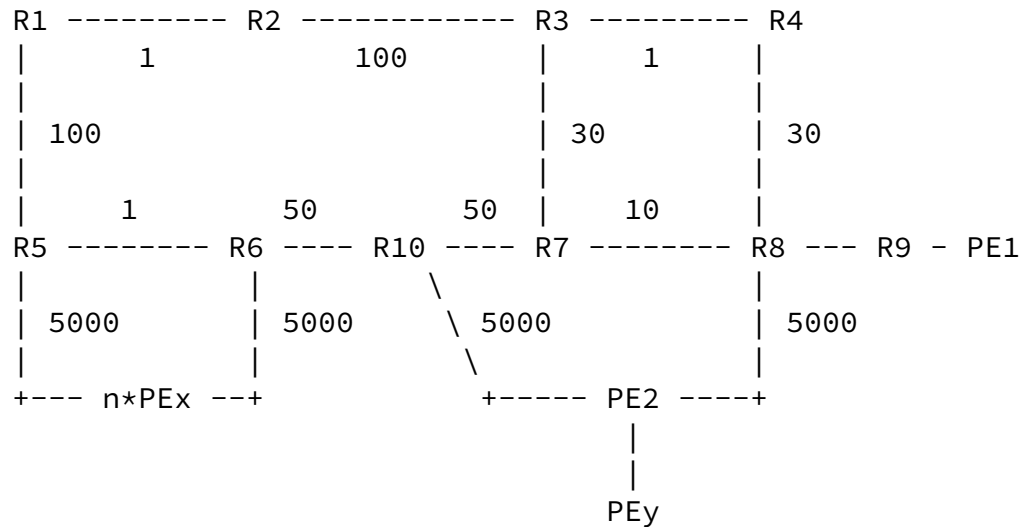 R1 --------- R2 ------------- R3 --------- R4
|      1            100       |      1     |
|                             |            |
| 100                         | 30         | 30
|                             |            |
|     1       50        50    |     10     |
R5 -------- R6 ---- R10 ---- R7 -------- R8 --- R9 - PE1
|            |         \                   |
| 5000       | 5000     \  5000            | 5000
|            |           \                 |
+--- n*PEx --+            +----- PE2 ----+
                                  |
                                  |
                                 PEy